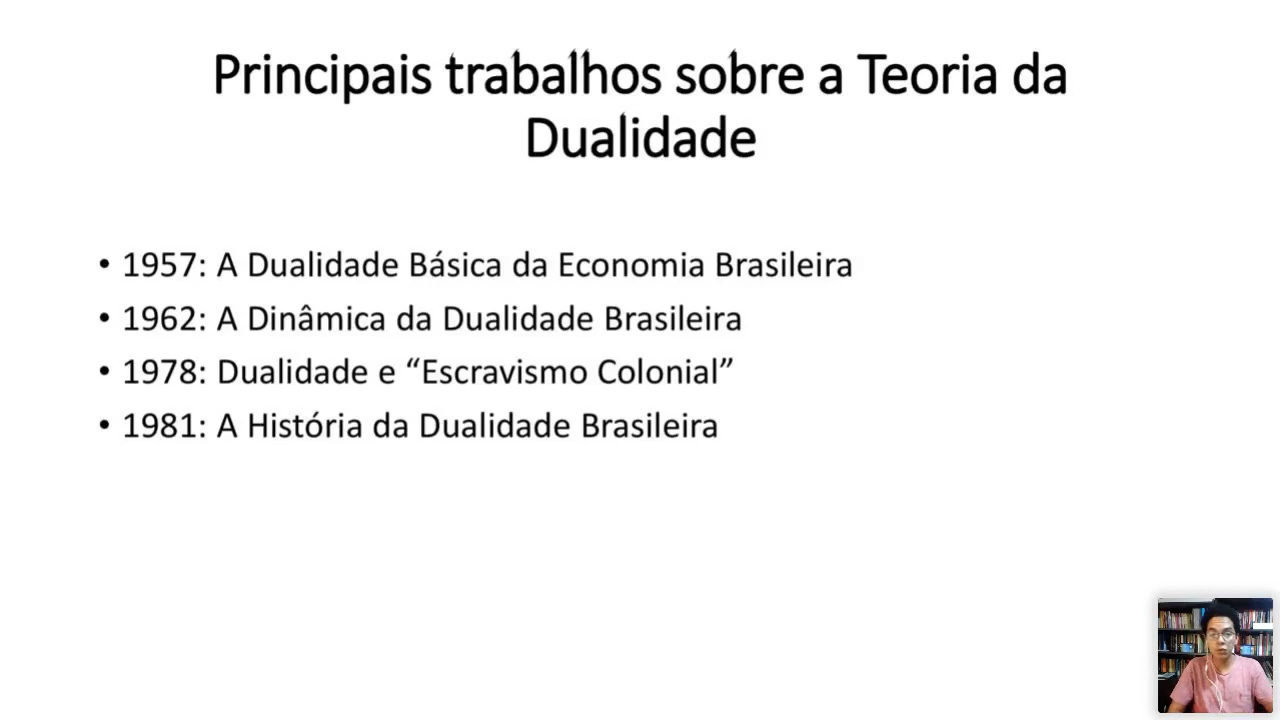 Principais trabalhos sobre a Teoria da
Dualidade
• 1957: A Dualidade Básica da Economia Brasileira
• 1962: A Dinâmica da Dualidade Brasileira
• 1978: Dualidade e “Escravismo Colonial”
• 1981: A História da Dualidade Brasileira